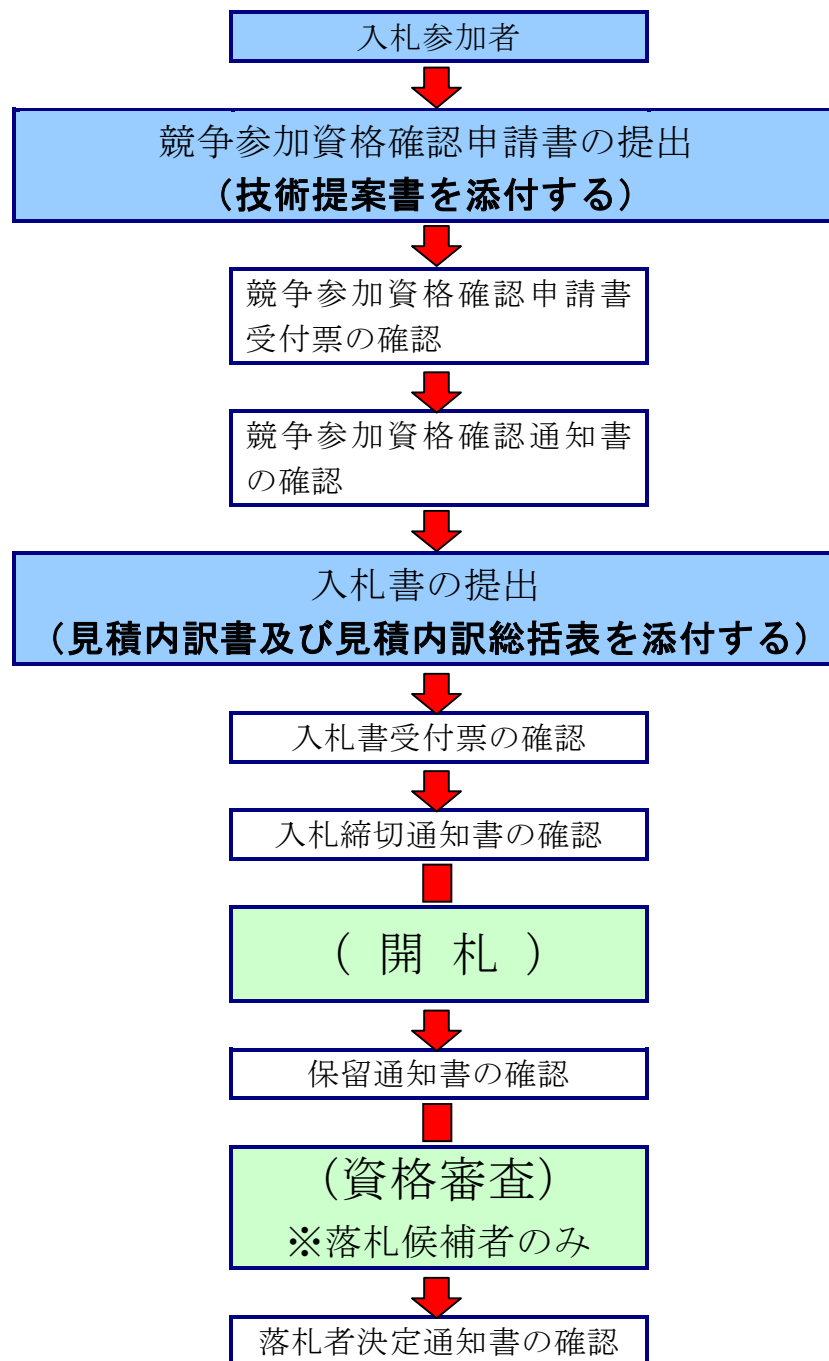 入札参加者
競争参加資格確認申請書の提出
（技術提案書を添付する）
競争参加資格確認申請書
受付票の確認
競争参加資格確認通知書
の確認
入札書の提出
（見積内訳書及び見積内訳総括表を添付する）
入札書受付票の確認
入札締切通知書の確認
（ 開 札 ）
保留通知書の確認
（資格審査）
※落札候補者のみ
落札者決定通知書の確認